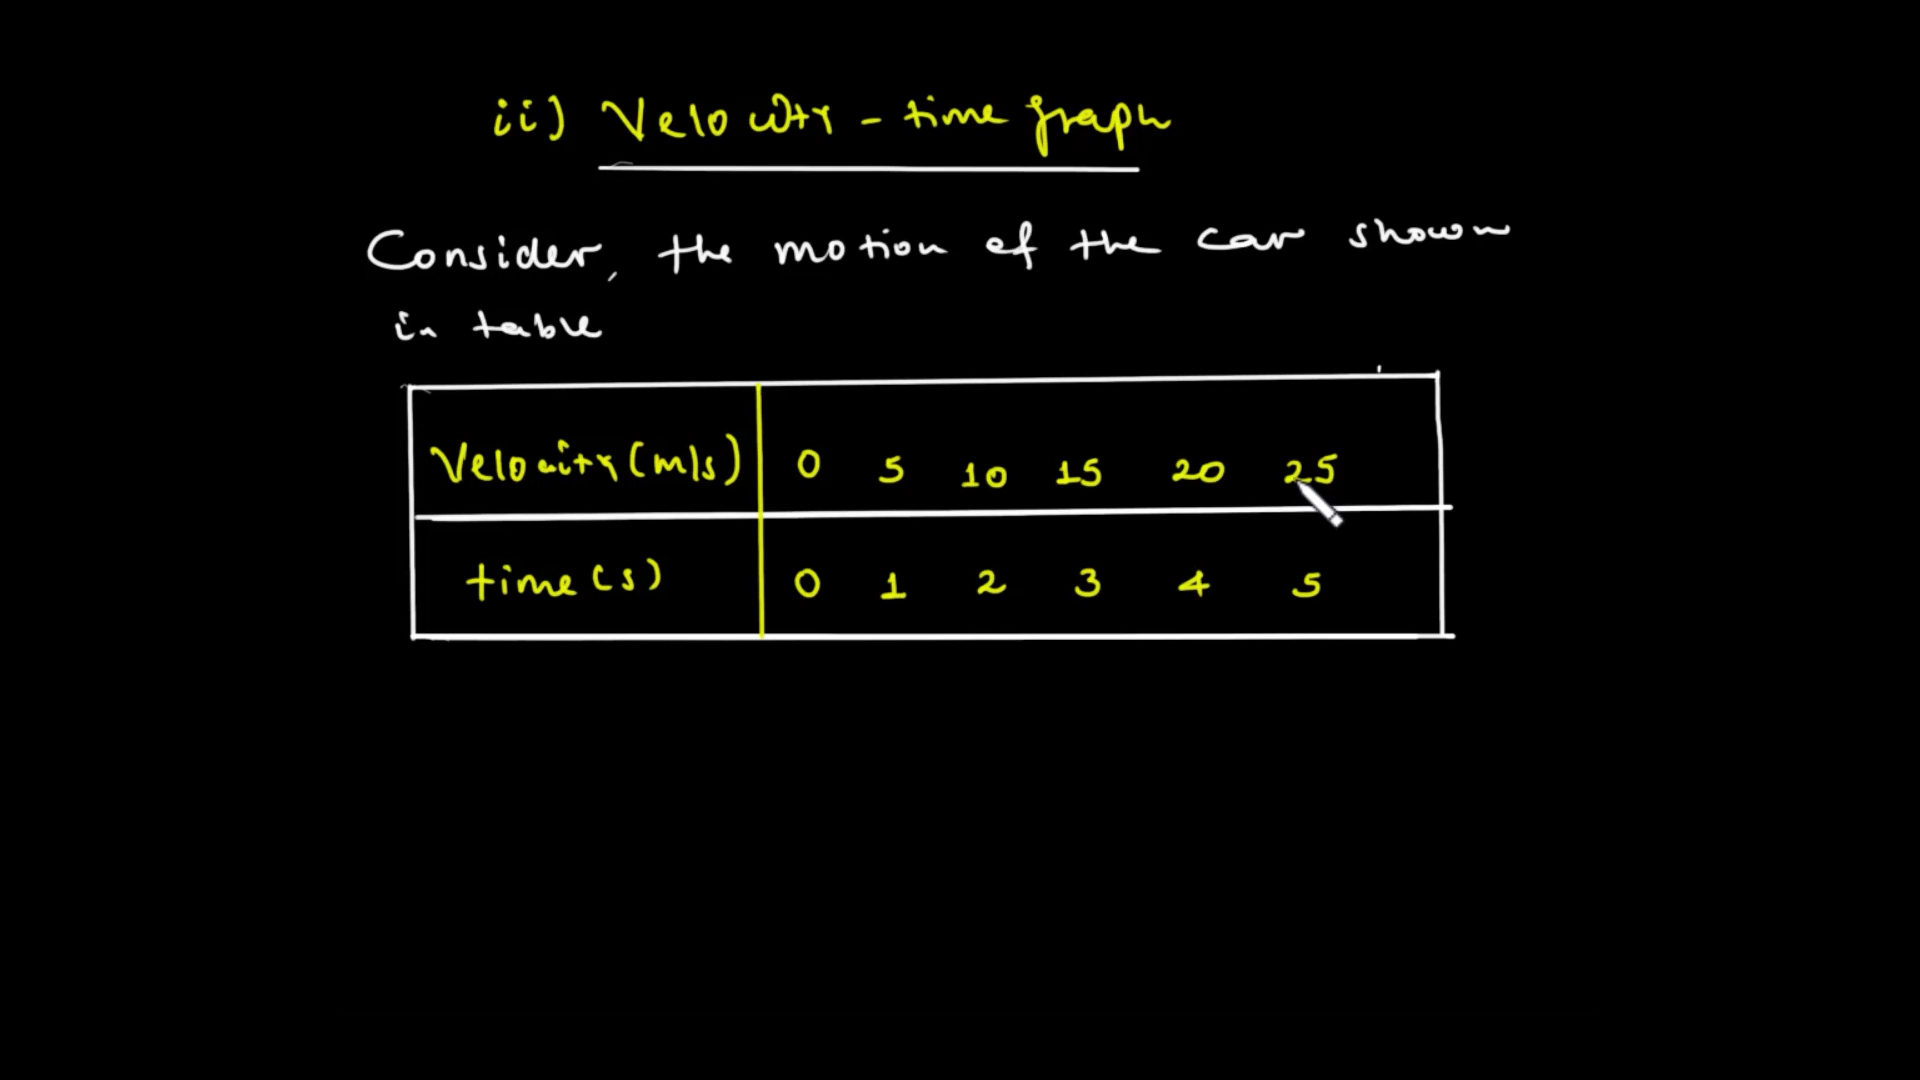 ii) Velocity - time graph
Consider, the motion of the car shown
in table
Velocity (m/s) 0 5 10 15 20 25
time (s) 0 1 2 3 4 5